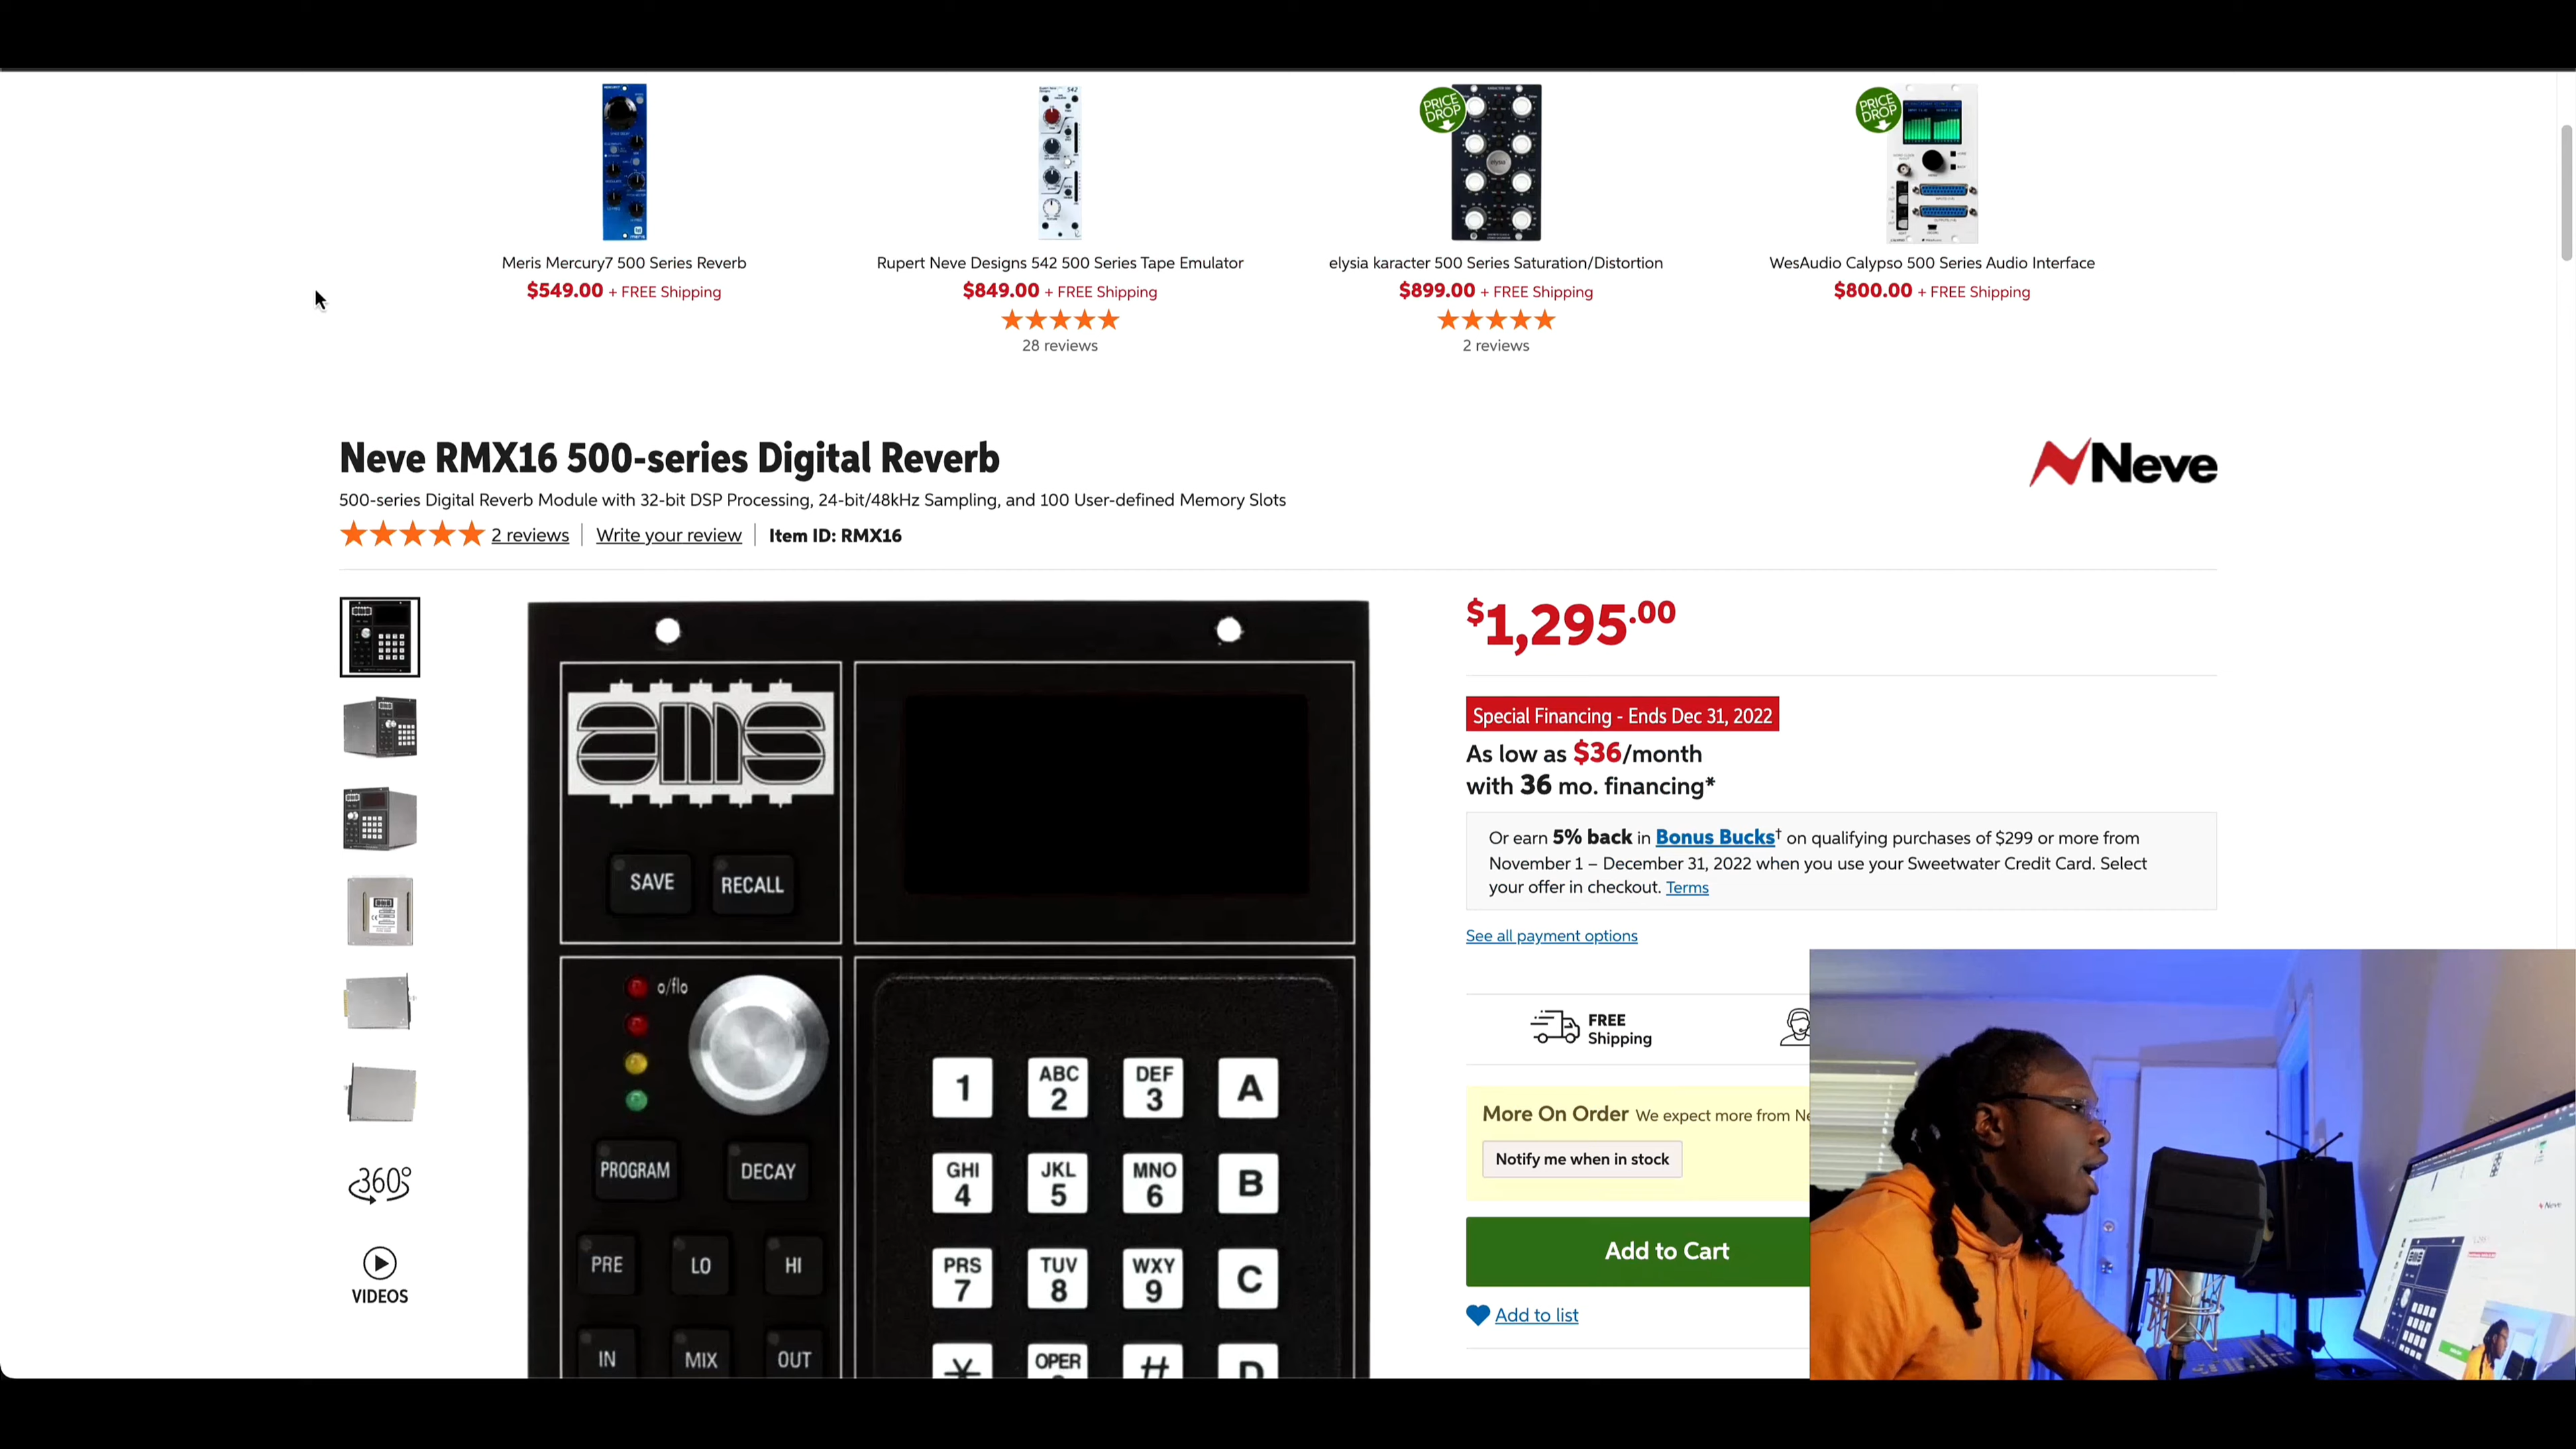 PRICE DROP
PRICE DROP
542
elysia
Meris Mercury7 500 Series Reverb
$549.00 + FREE Shipping
Rupert Neve Designs 542 500 Series Tape Emulator
$849.00 + FREE Shipping
28 reviews
elysia karacter 500 Series Saturation/Distortion
$899.00 + FREE Shipping
2 reviews
WesAudio Calypso 500 Series Audio Interface
$800.00 + FREE Shipping
Neve RMX16 500-series Digital Reverb
Neve
500-series Digital Reverb Module with 32-bit DSP Processing, 24-bit/48kHz Sampling, and 100 User-defined Memory Slots
2 reviews | Write your review | Item ID: RMX16
360°
VIDEOS
ams
SAVE RECALL
o/flo
PROGRAM DECAY
PRE LO HI
IN MIX OUT
1 ABC 2 DEF 3 A
GHI 4 JKL 5 MNO 6 B
PRS 7 TUV 8 WXY 9 C
* OPER # D
$1,295.00
Special Financing - Ends Dec 31, 2022
As low as $36/month
with 36 mo. financing*
Or earn 5% back in Bonus Bucks† on qualifying purchases of $299 or more from
November 1 – December 31, 2022 when you use your Sweetwater Credit Card. Select
your offer in checkout. Terms
See all payment options
FREE
Shipping
More On Order We expect more from Ne
Notify me when in stock
Add to Cart
Add to list